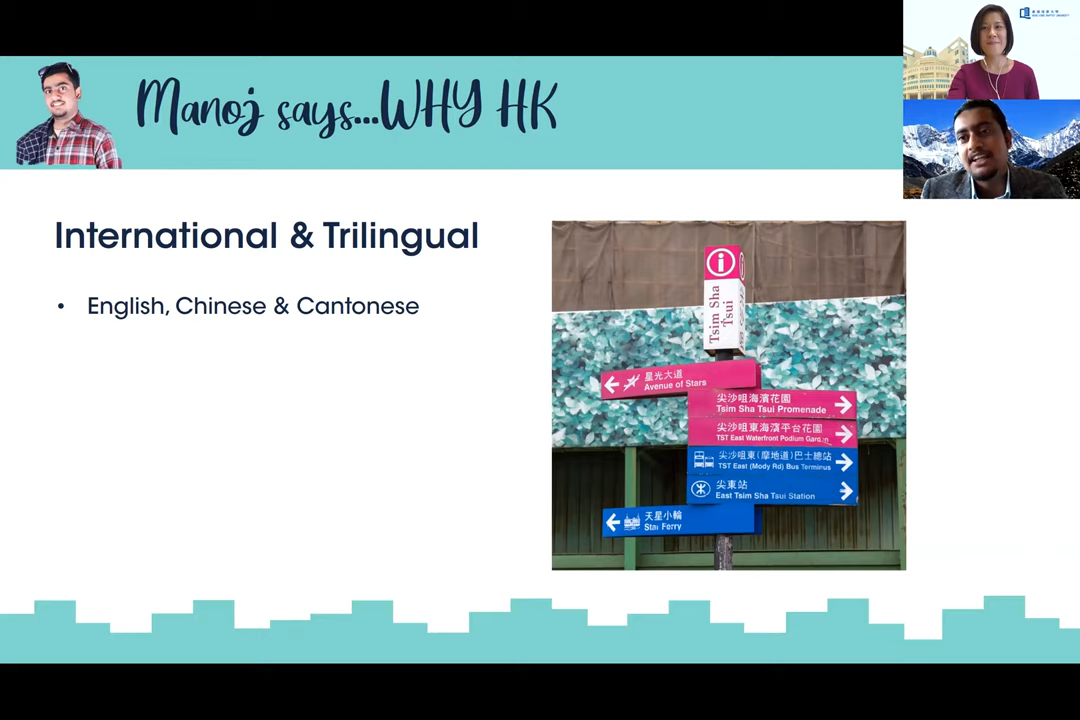 Manoj says...WHY HK
International & Trilingual
• English, Chinese & Cantonese
i
Tsim Sha
Tsui
星光大道
Avenue of Stars
尖沙咀海濱花園
Tsim Sha Tsui Promenade
尖沙咀東海濱平台花園
TST East Waterfront Podium Garden
尖沙咀東(摩地道)巴士總站
TST East (Mody Rd) Bus Terminus
尖東站
East Tsim Sha Tsui Station
天星小輪
Star Ferry